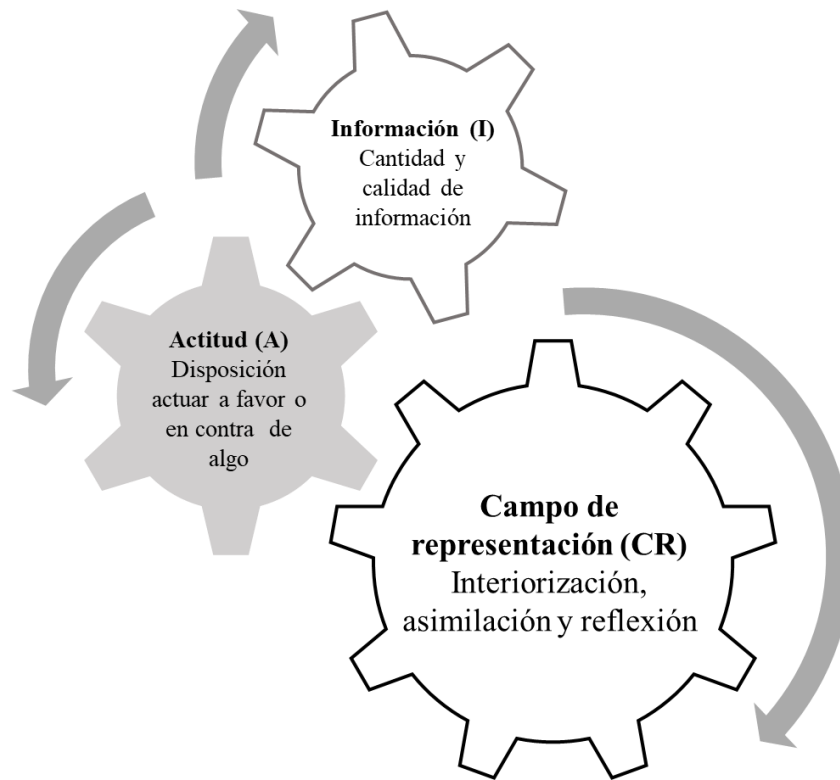 Información (I)
Cantidad y
calidad de
información
Actitud (A)
Disposición
actuar a favor o
en contra de
algo
Campo de
representación (CR)
Interiorización,
asimilación y reflexión